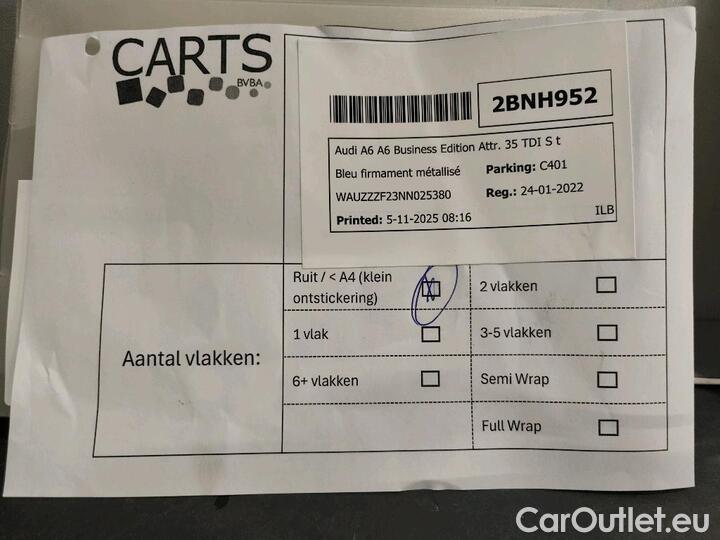 CARTS
BVBA
2BNH952
Audi A6 A6 Business Edition Attr. 35 TDI S t
Bleu firmament métallisé Parking: C401
WAUZZZF23NN025380 Reg.: 24-01-2022
Printed: 5-11-2025 08:16
ILB
Aantal vlakken:
Ruit / < A4 (klein
ontstickering)
2 vlakken
1 vlak
3-5 vlakken
6+ vlakken
Semi Wrap
Full Wrap
CarOutlet.eu